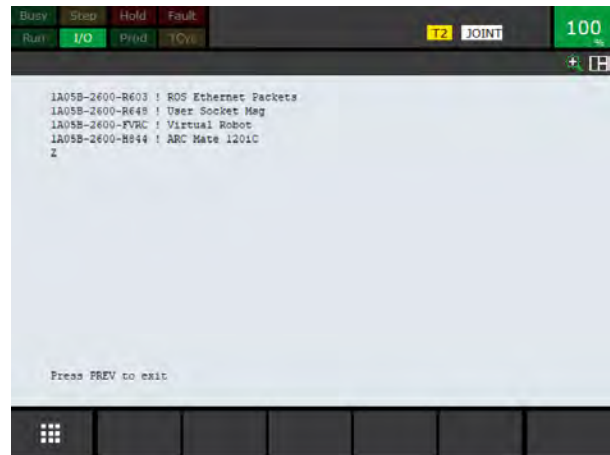 Busy Step Hold Fault
Run I/O Prod TCyc
T2 JOINT
100
%
1A05B-2600-R603 ! ROS Ethernet Packets
1A05B-2600-R648 ! User Socket Msg
1A05B-2600-FVRC ! Virtual Robot
1A05B-2600-H844 ! ARC Mate 120iC
Z
Press PREV to exit